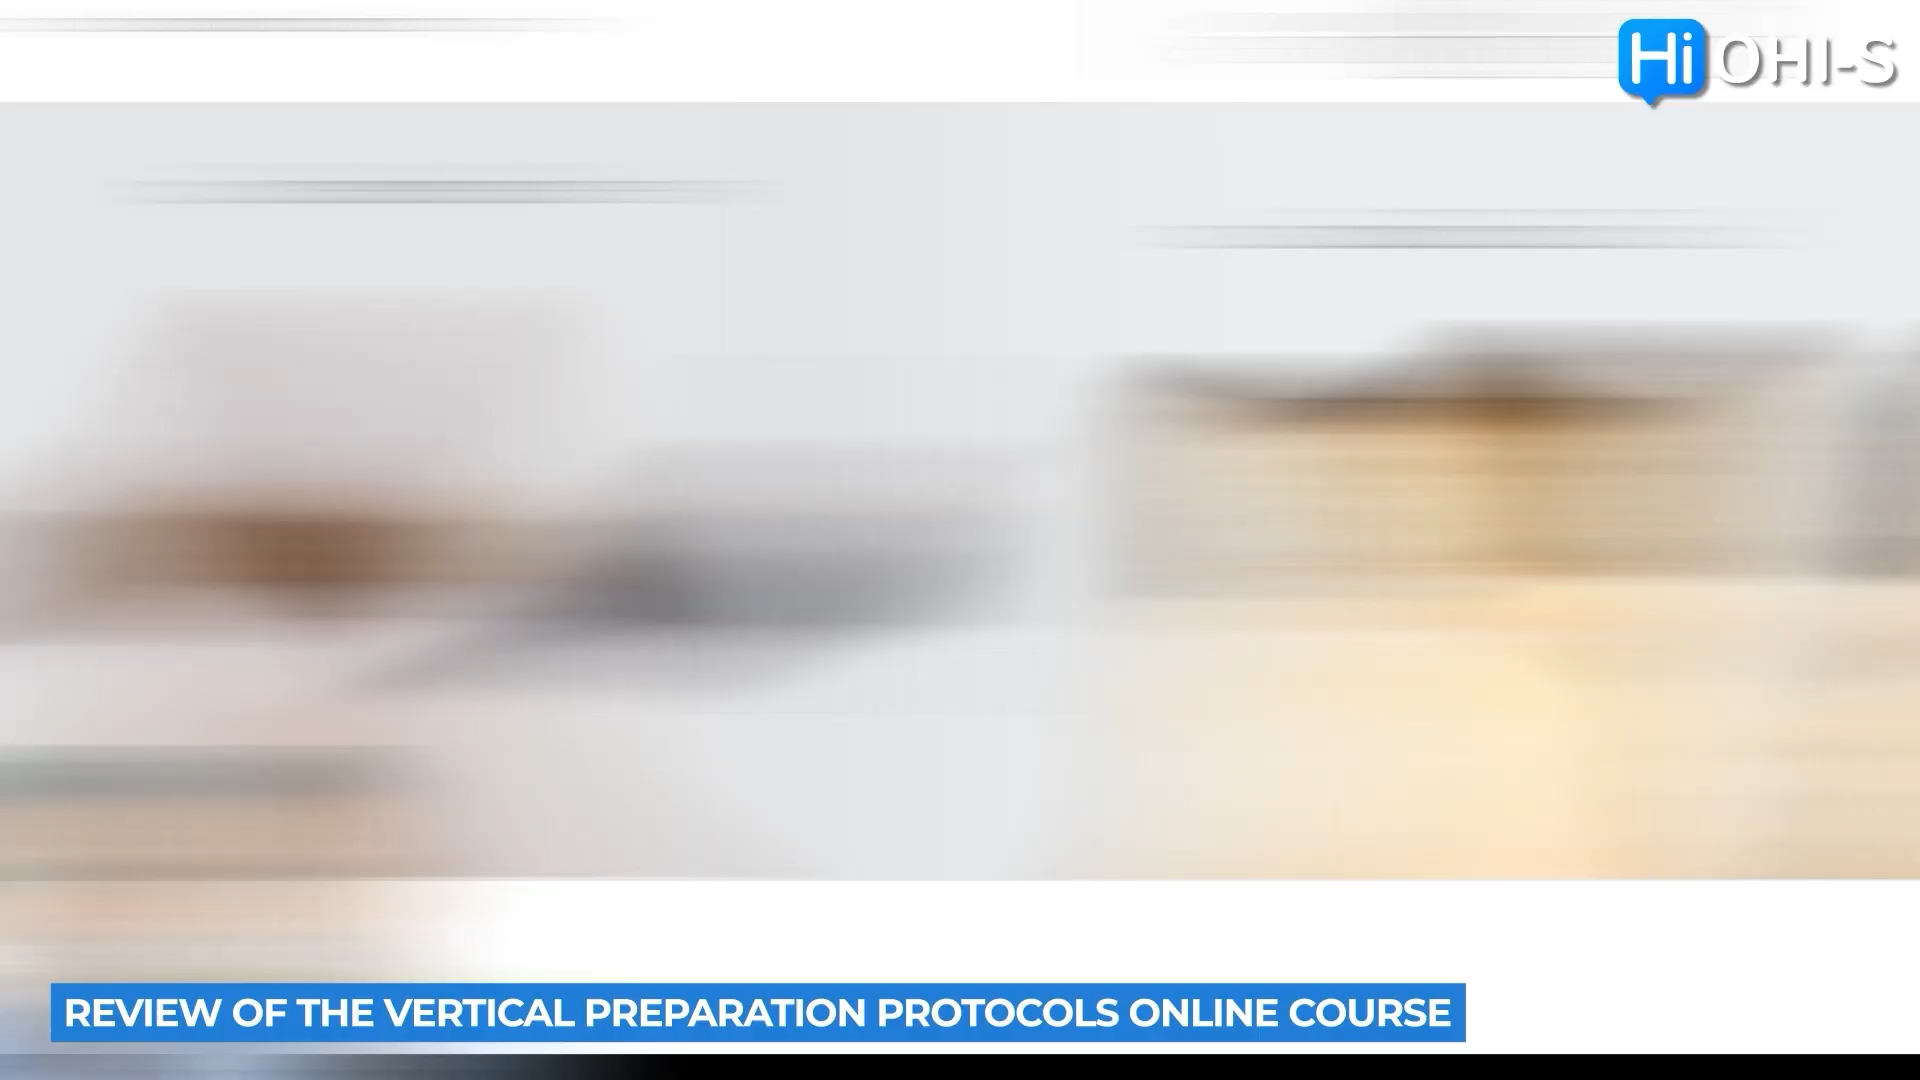 Hi OHI-S
REVIEW OF THE VERTICAL PREPARATION PROTOCOLS ONLINE COURSE